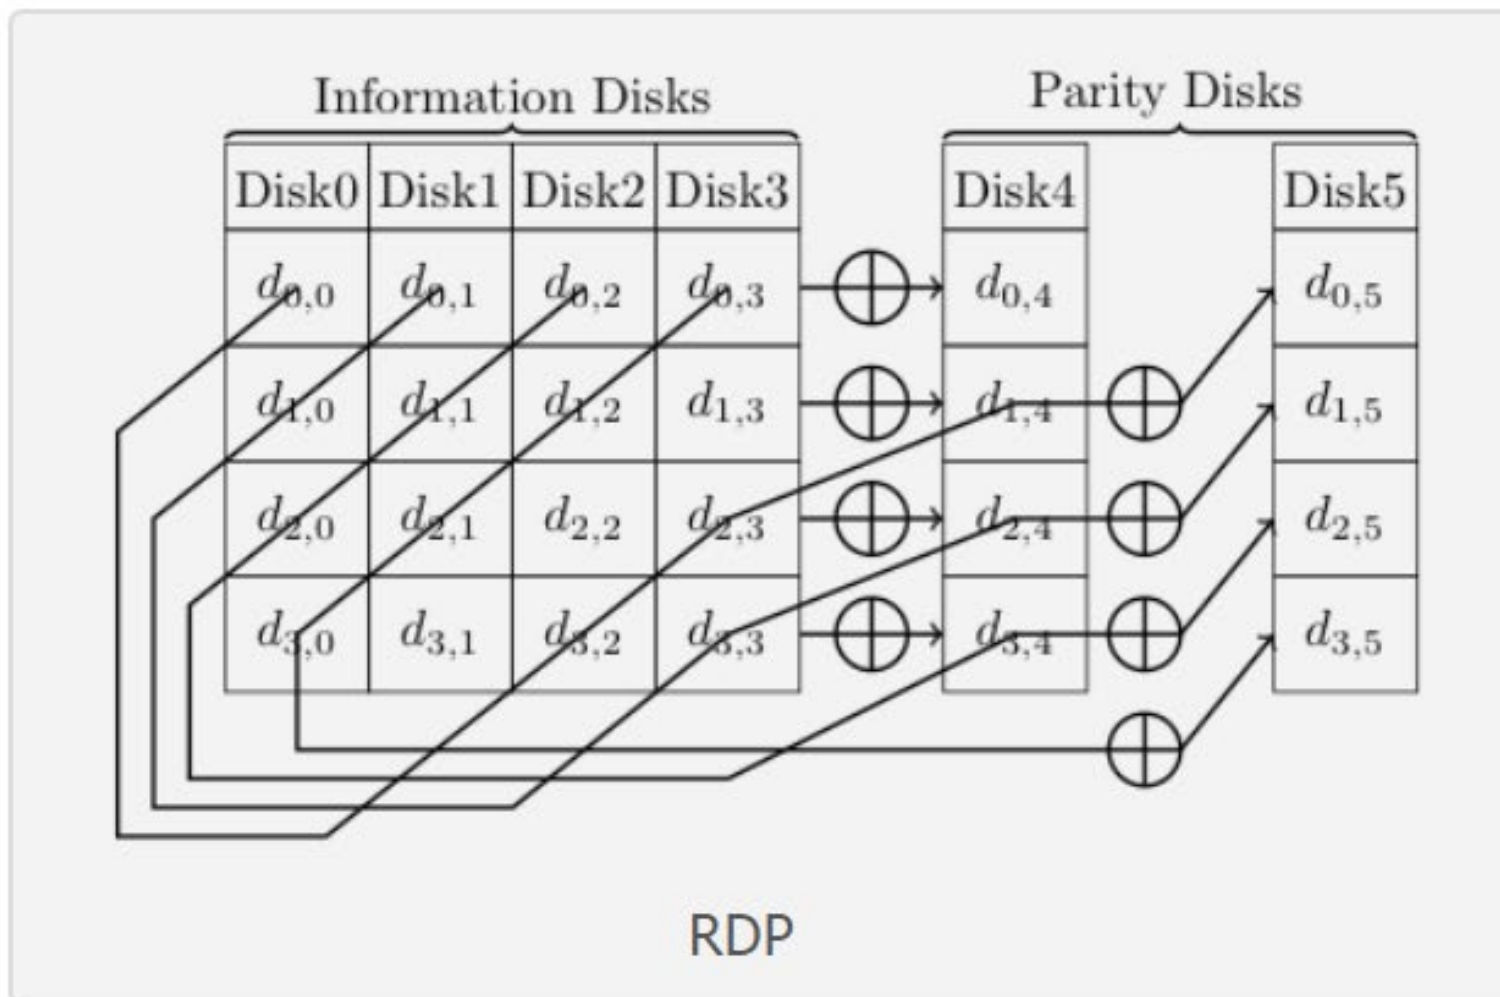 Information Disks Parity Disks
Disk0 Disk1 Disk2 Disk3 Disk4 Disk5
d0,0 d0,1 d0,2 d0,3 d0,4 d0,5
d1,0 d1,1 d1,2 d1,3 d1,4 d1,5
d2,0 d2,1 d2,2 d2,3 d2,4 d2,5
d3,0 d3,1 d3,2 d3,3 d3,4 d3,5
RDP